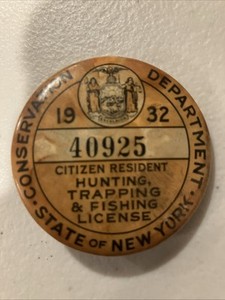 CONSERVATION DEPARTMENT
19 32
40925
CITIZEN RESIDENT
HUNTING,
TRAPPING
& FISHING
LICENSE
· STATE OF NEW YORK ·